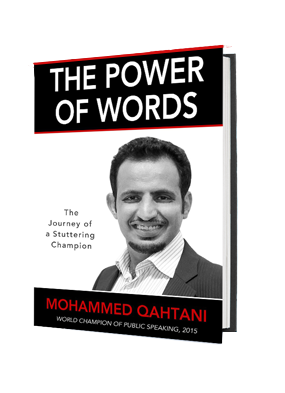 THE POWER
OF WORDS
The
Journey of
a Stuttering
Champion
MOHAMMED QAHTANI
WORLD CHAMPION OF PUBLIC SPEAKING, 2015